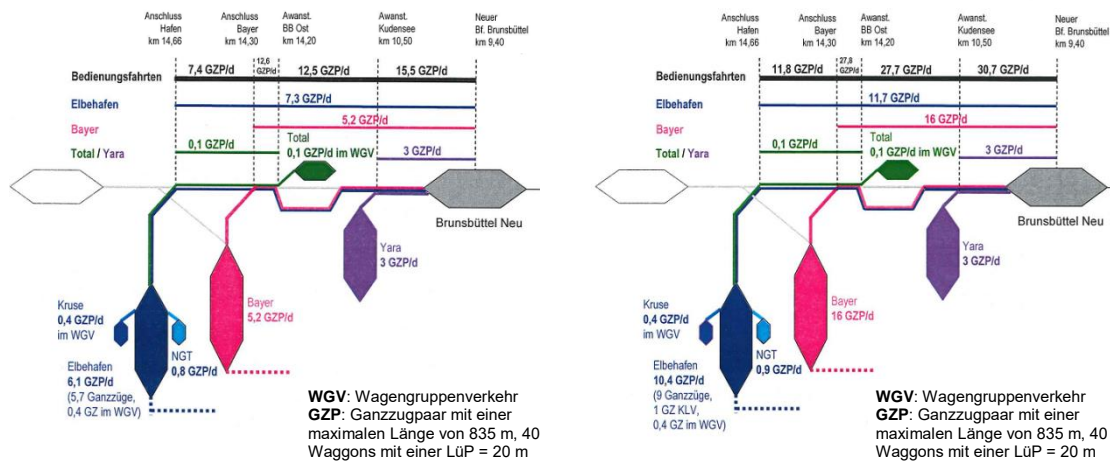 Anschluss
Hafen
km 14,66
Anschluss
Bayer
km 14,30
Awanst.
BB Ost
km 14,20
Awanst.
Kudensee
km 10,50
Neuer
Bf. Brunsbüttel
km 9,40
Bedienungsfahrten
7,4 GZP/d
12,6
GZP/d
12,5 GZP/d
15,5 GZP/d
Elbehafen
7,3 GZP/d
Bayer
5,2 GZP/d
Total / Yara
0,1 GZP/d
Total
0,1 GZP/d im WGV
3 GZP/d
Brunsbüttel Neu
Yara
3 GZP/d
Kruse
0,4 GZP/d
im WGV
Bayer
5,2 GZP/d
NGT
0,8 GZP/d
Elbehafen
6,1 GZP/d
(5,7 Ganzzüge,
0,4 GZ im WGV)
WGV: Wagengruppenverkehr
GZP: Ganzzugpaar mit einer
maximalen Länge von 835 m, 40
Waggons mit einer LüP = 20 m
Anschluss
Hafen
km 14,66
Anschluss
Bayer
km 14,30
Awanst.
BB Ost
km 14,20
Awanst.
Kudensee
km 10,50
Neuer
Bf. Brunsbüttel
km 9,40
Bedienungsfahrten
11,8 GZP/d
27,8
GZP/d
27,7 GZP/d
30,7 GZP/d
Elbehafen
11,7 GZP/d
Bayer
16 GZP/d
Total / Yara
0,1 GZP/d
Total
0,1 GZP/d im WGV
3 GZP/d
Brunsbüttel Neu
Yara
3 GZP/d
Kruse
0,4 GZP/d
im WGV
Bayer
16 GZP/d
NGT
0,9 GZP/d
Elbehafen
10,4 GZP/d
(9 Ganzzüge,
1 GZ KLV,
0,4 GZ im WGV)
WGV: Wagengruppenverkehr
GZP: Ganzzugpaar mit einer
maximalen Länge von 835 m, 40
Waggons mit einer LüP = 20 m